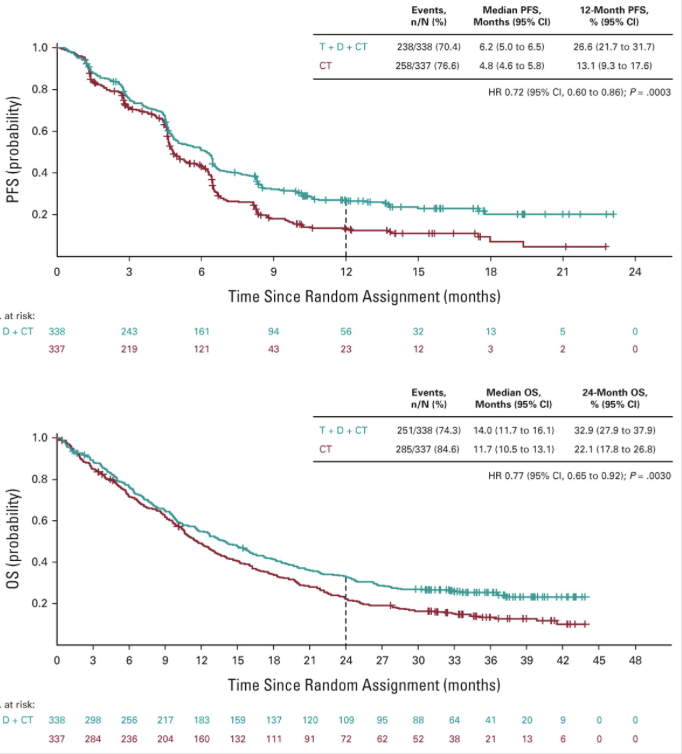 Events, Median PFS, 12-Month PFS,
n/N (%) Months (95% CI) % (95% CI)
T + D + CT 238/338 (70.4) 6.2 (5.0 to 6.5) 26.6 (21.7 to 31.7)
CT 258/337 (76.6) 4.8 (4.6 to 5.8) 13.1 (9.3 to 17.6)
HR 0.72 (95% CI, 0.60 to 0.86); P = .0003
PFS (probability)
1.0
0.8
0.6
0.4
0.2
0 3 6 9 12 15 18 21 24
Time Since Random Assignment (months)
. at risk:
D + CT 338 243 161 94 56 32 13 5 0
337 219 121 43 23 12 3 2 0
Events, Median OS, 24-Month OS,
n/N (%) Months (95% CI) % (95% CI)
T + D + CT 251/338 (74.3) 14.0 (11.7 to 16.1) 32.9 (27.9 to 37.9)
CT 285/337 (84.6) 11.7 (10.5 to 13.1) 22.1 (17.8 to 26.8)
HR 0.77 (95% CI, 0.65 to 0.92); P = .0030
OS (probability)
1.0
0.8
0.6
0.4
0.2
0 3 6 9 12 15 18 21 24 27 30 33 36 39 42 45 48
Time Since Random Assignment (months)
. at risk:
D + CT 338 298 256 217 183 159 137 120 109 95 88 64 41 20 9 0 0
337 284 236 204 160 132 111 91 72 62 52 38 21 13 6 0 0